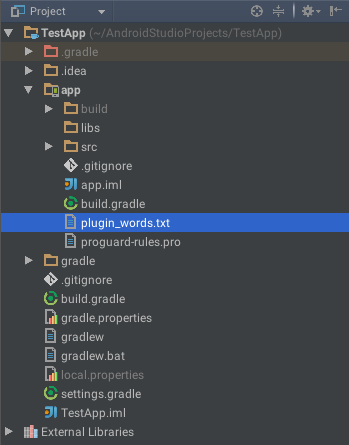 Project
TestApp (~/AndroidStudioProjects/TestApp)
.gradle
.idea
app
build
libs
src
.gitignore
app.iml
build.gradle
plugin_words.txt
proguard-rules.pro
gradle
.gitignore
build.gradle
gradle.properties
gradlew
gradlew.bat
local.properties
settings.gradle
TestApp.iml
External Libraries